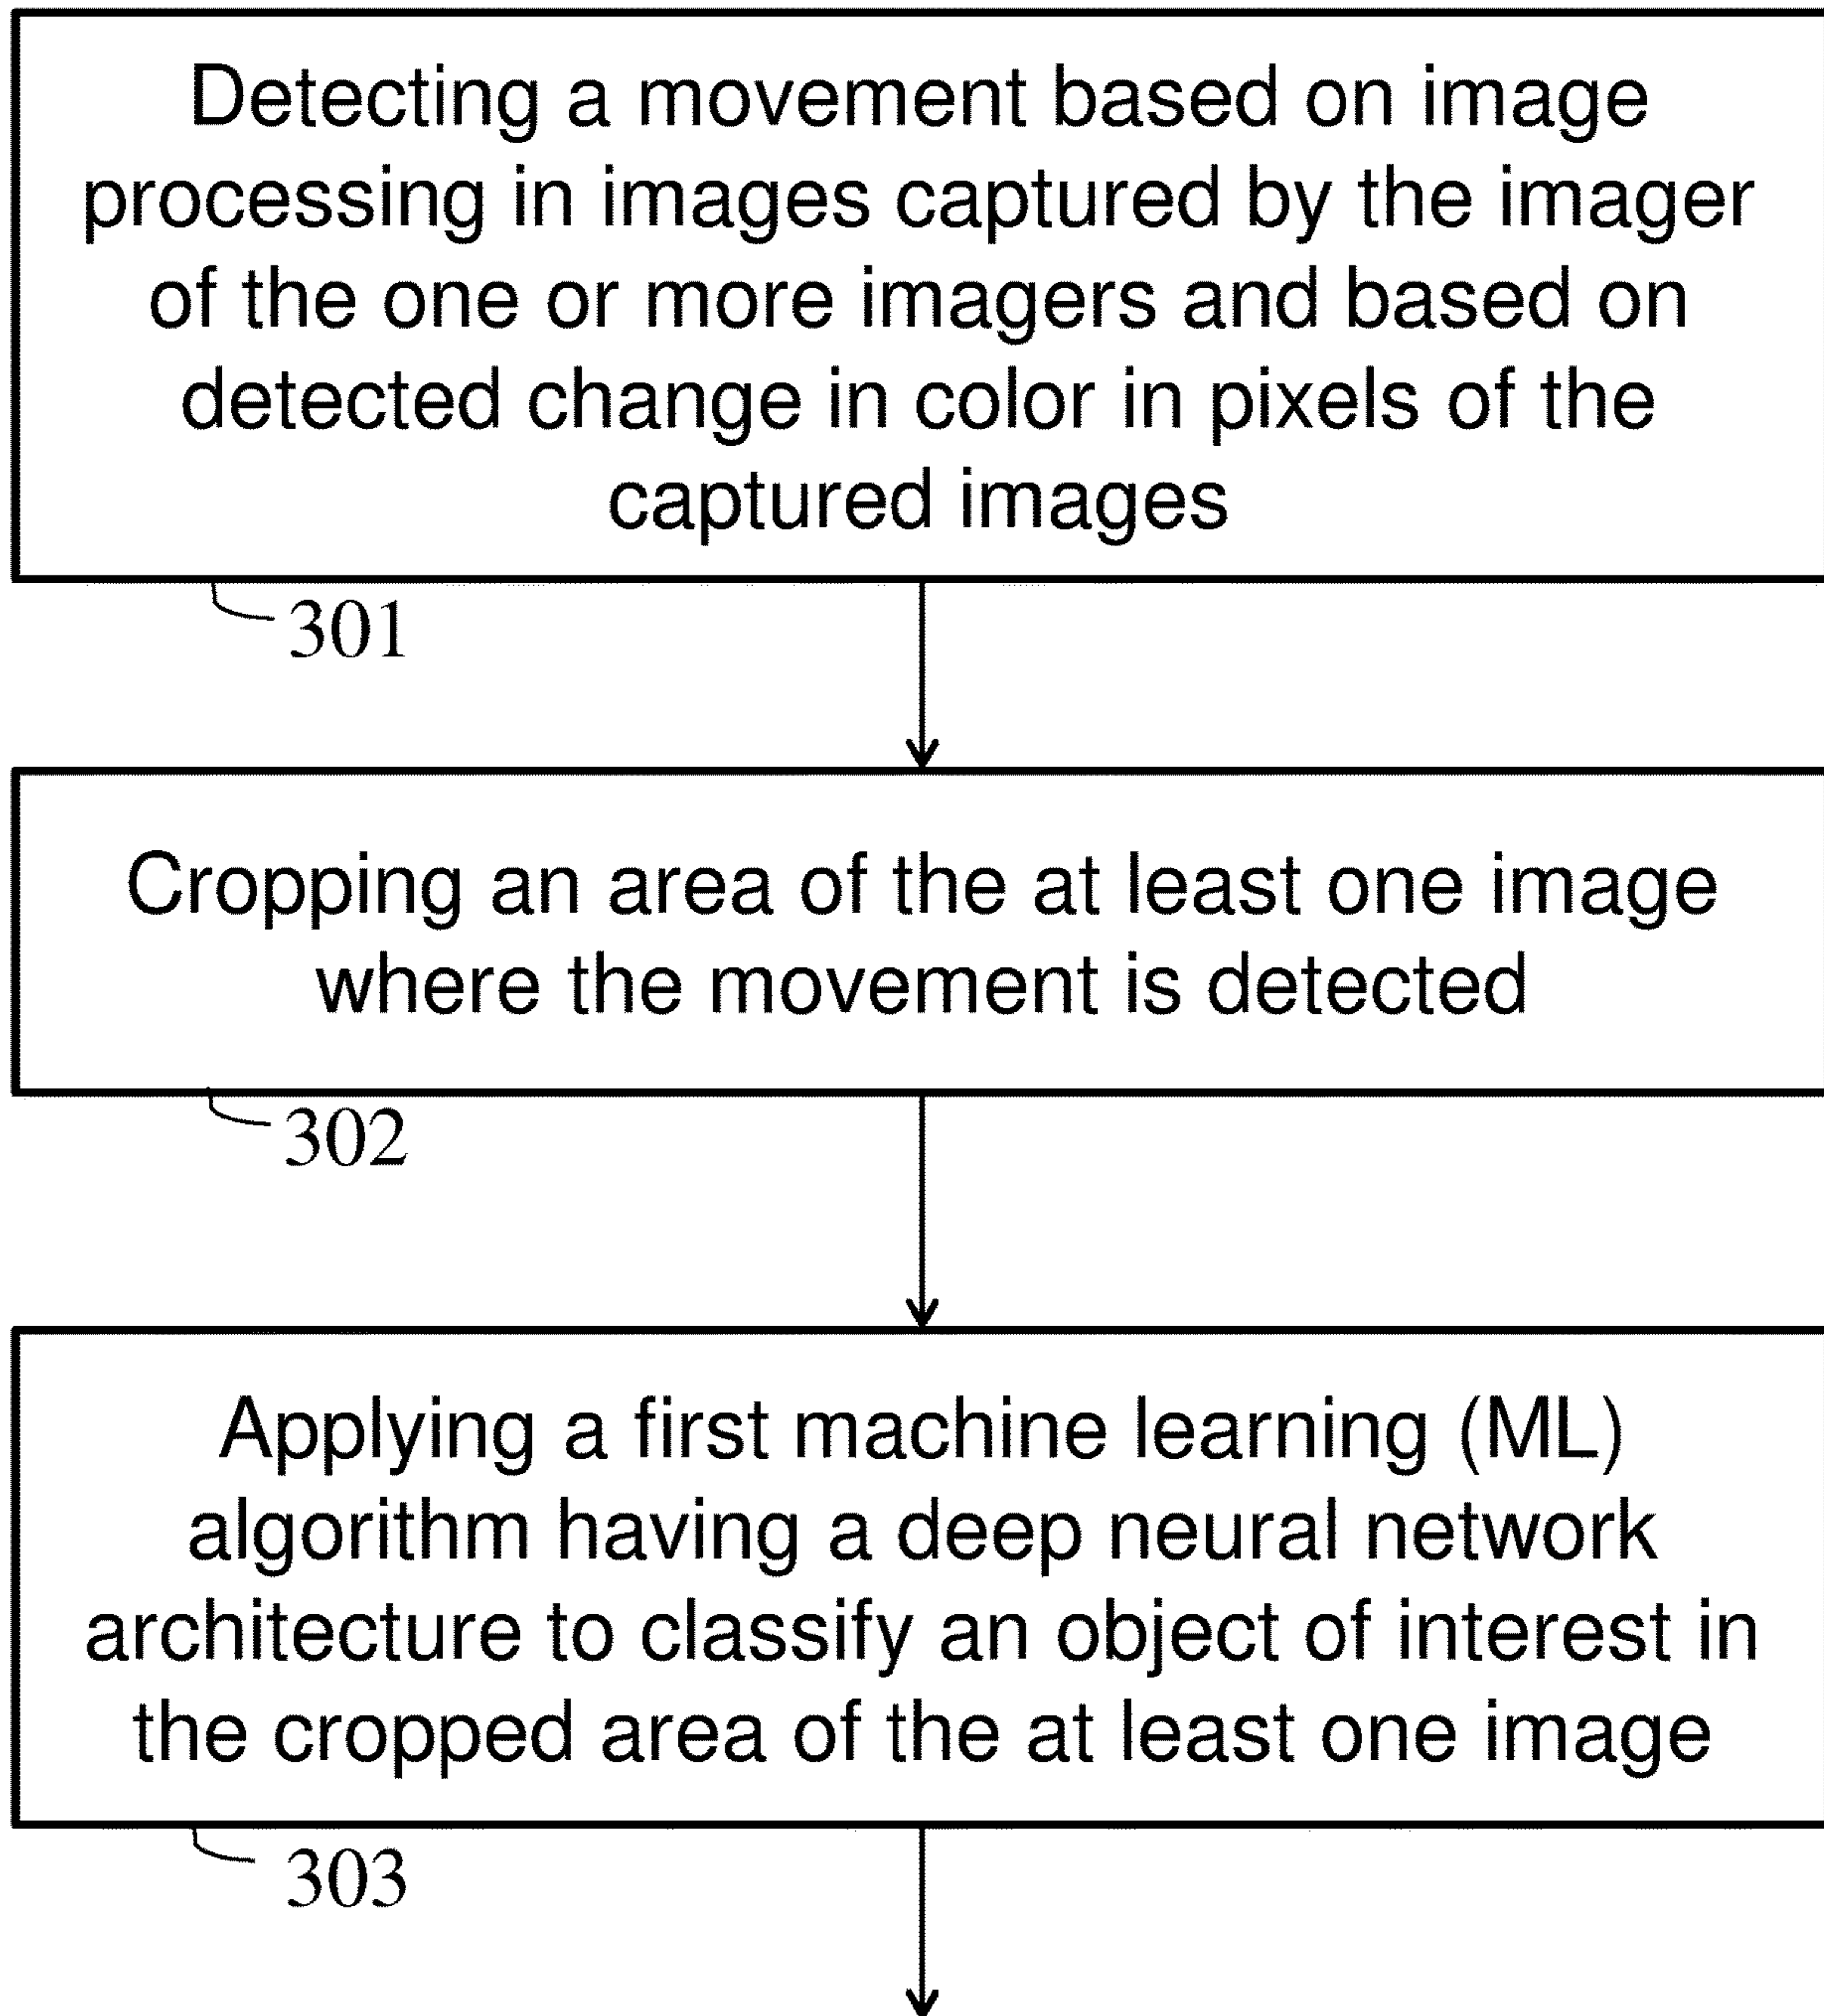 Detecting a movement based on image
processing in images captured by the imager
of the one or more imagers and based on
detected change in color in pixels of the
captured images
301
Cropping an area of the at least one image
where the movement is detected
302
Applying a first machine learning (ML)
algorithm having a deep neural network
architecture to classify an object of interest in
the cropped area of the at least one image
303